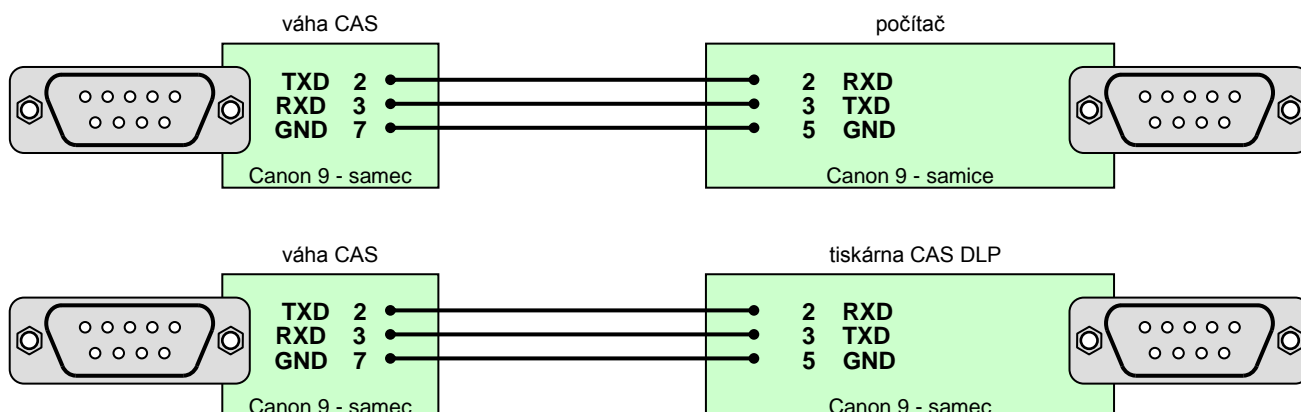 váha CAS počítač
TXD 2 2 RXD
RXD 3 3 TXD
GND 7 5 GND
Canon 9 - samec Canon 9 - samice
váha CAS tiskárna CAS DLP
TXD 2 2 RXD
RXD 3 3 TXD
GND 7 5 GND
Canon 9 - samec Canon 9 - samec